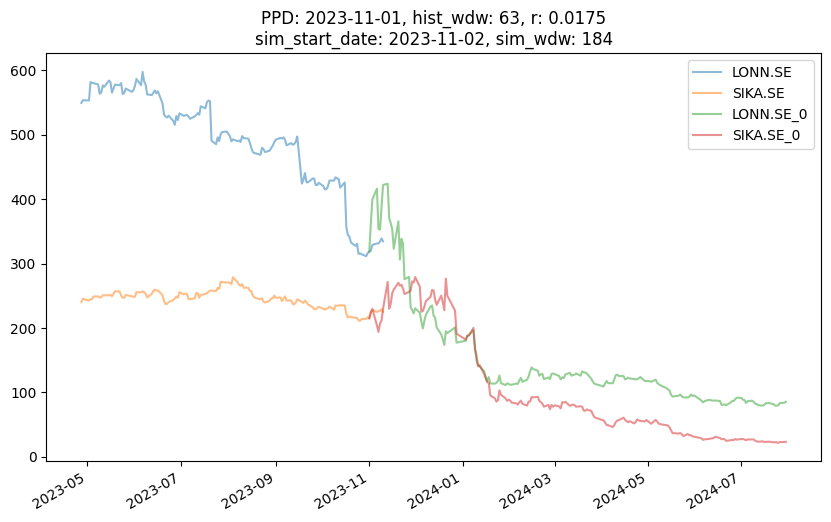 PPD: 2023-11-01, hist_wdw: 63, r: 0.0175
sim_start_date: 2023-11-02, sim_wdw: 184
LONN.SE
SIKA.SE
LONN.SE_0
SIKA.SE_0
600
500
400
300
200
100
0
2023-05
2023-07
2023-09
2023-11
2024-01
2024-03
2024-05
2024-07